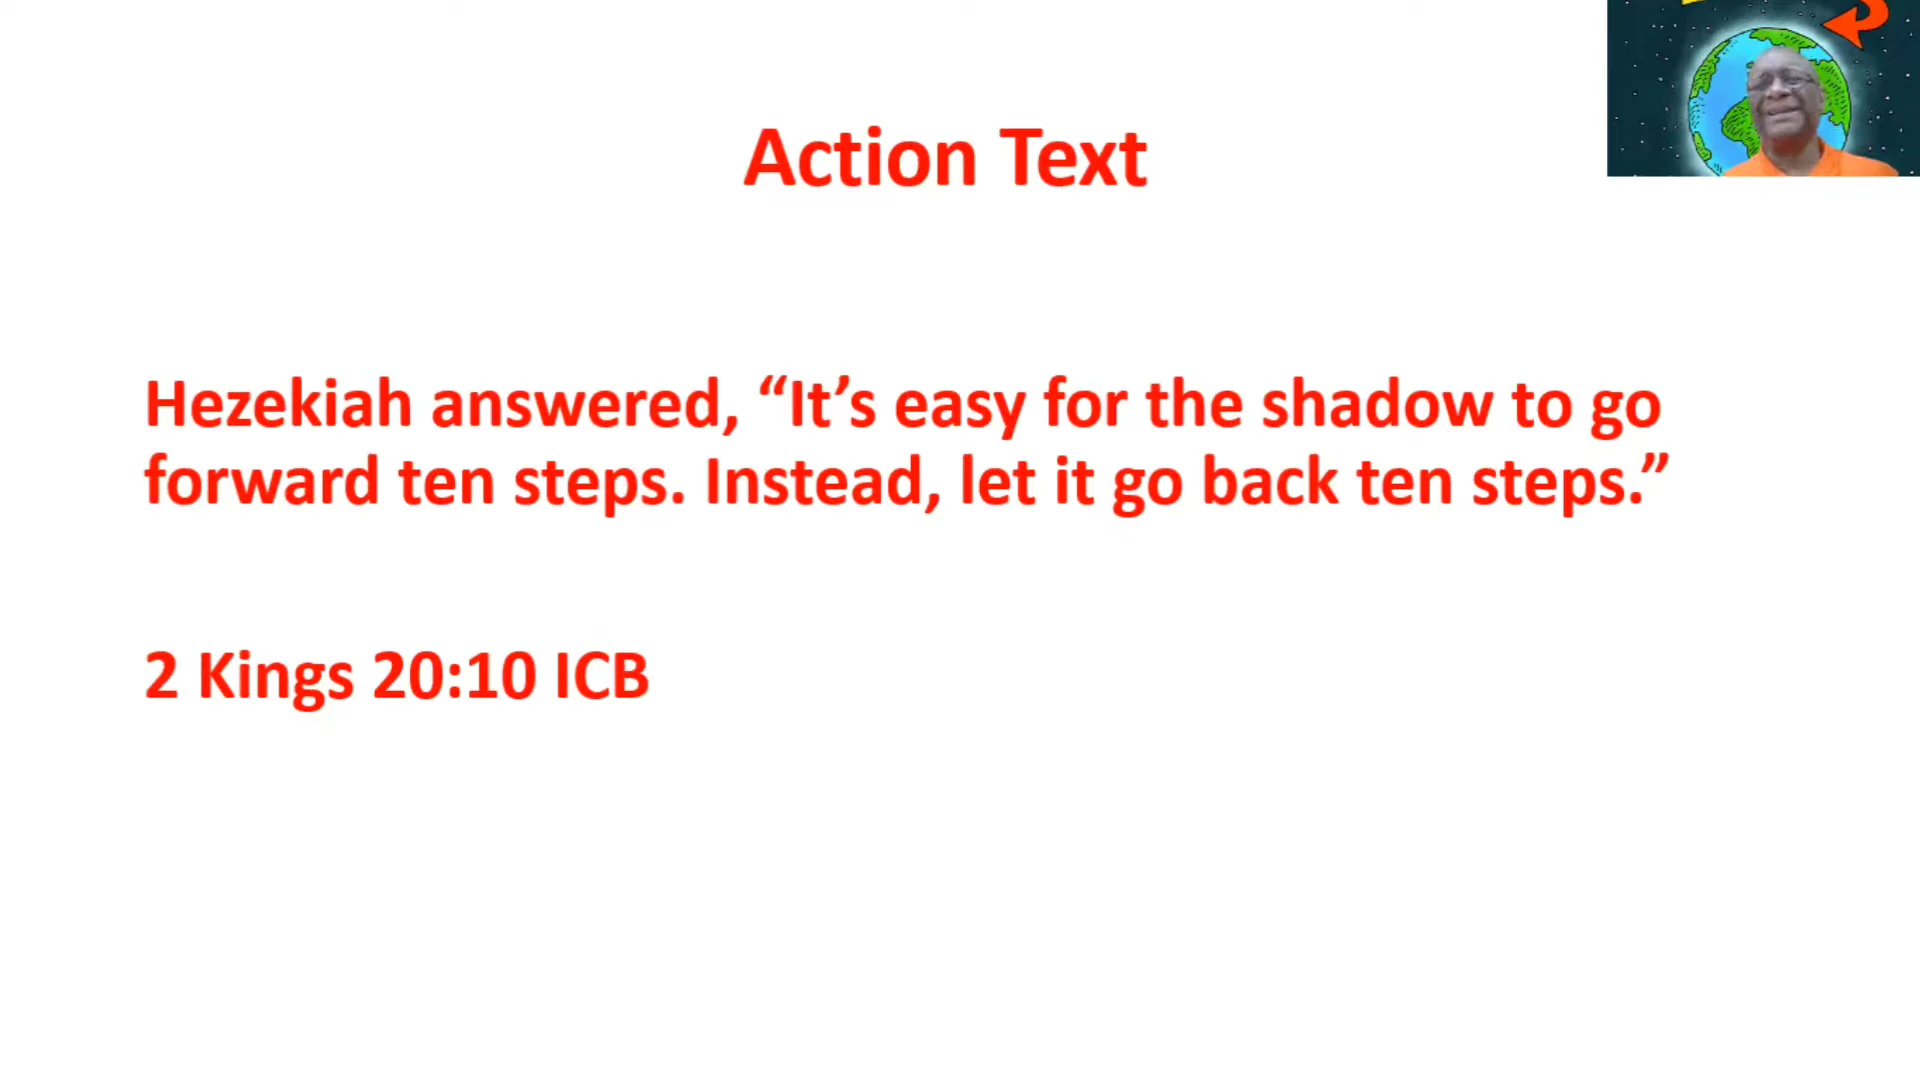 Action Text
Hezekiah answered, “It’s easy for the shadow to go
forward ten steps. Instead, let it go back ten steps.”
2 Kings 20:10 ICB